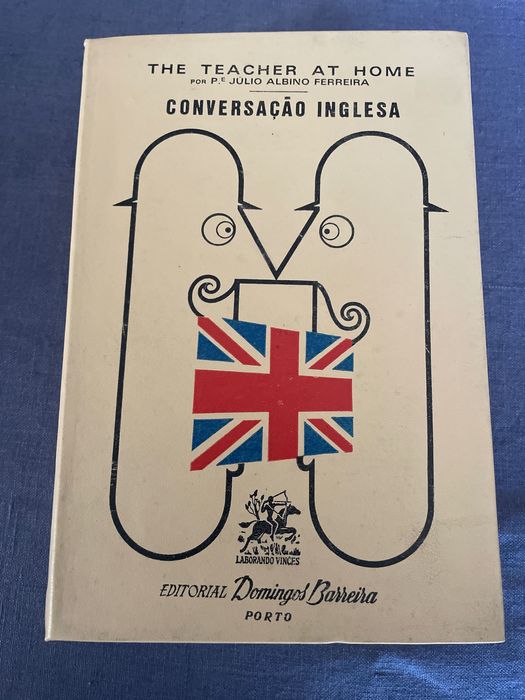 THE TEACHER AT HOME
POR P.E JÚLIO ALBINO FERREIRA
CONVERSAÇÃO INGLESA
LABORANDO VINCES
EDITORIAL Domingos Barreira
PORTO